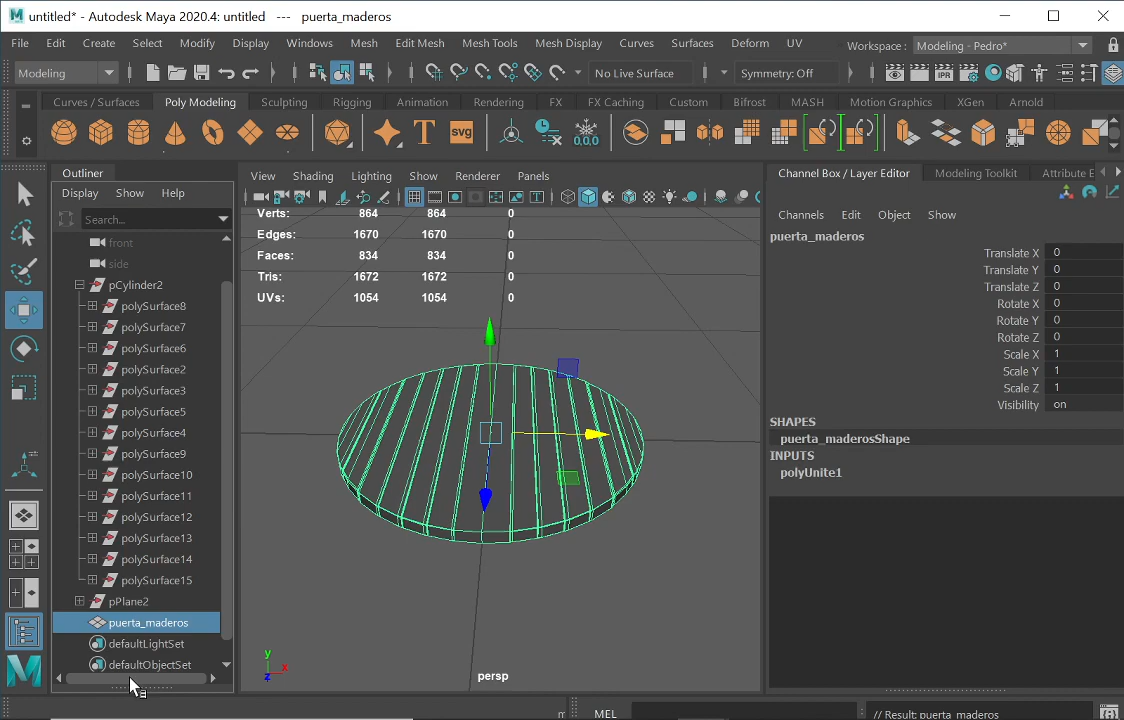 untitled* - Autodesk Maya 2020.4: untitled --- puerta_maderos
File Edit Create Select Modify Display Windows Mesh Edit Mesh Mesh Tools Mesh Display Curves Surfaces Deform UV Workspace : Modeling - Pedro*
Modeling No Live Surface Symmetry: Off
Curves / Surfaces Poly Modeling Sculpting Rigging Animation Rendering FX FX Caching Custom Bifrost MASH Motion Graphics XGen Arnold
T SVG 0,0,0
Outliner
Display Show Help
Search...
front
side
pCylinder2
polySurface8
polySurface7
polySurface6
polySurface2
polySurface3
polySurface5
polySurface4
polySurface9
polySurface10
polySurface11
polySurface12
polySurface13
polySurface14
polySurface15
pPlane2
puerta_maderos
defaultLightSet
defaultObjectSet
View Shading Lighting Show Renderer Panels
Verts: 864 864 0
Edges: 1670 1670 0
Faces: 834 834 0
Tris: 1672 1672 0
UVs: 1054 1054 0
y
x
z
persp
Channel Box / Layer Editor Modeling Toolkit Attribute E
Channels Edit Object Show
puerta_maderos
Translate X 0
Translate Y 0
Translate Z 0
Rotate X 0
Rotate Y 0
Rotate Z 0
Scale X 1
Scale Y 1
Scale Z 1
Visibility on
SHAPES
puerta_maderosShape
INPUTS
polyUnite1
MEL // Result: puerta_maderos